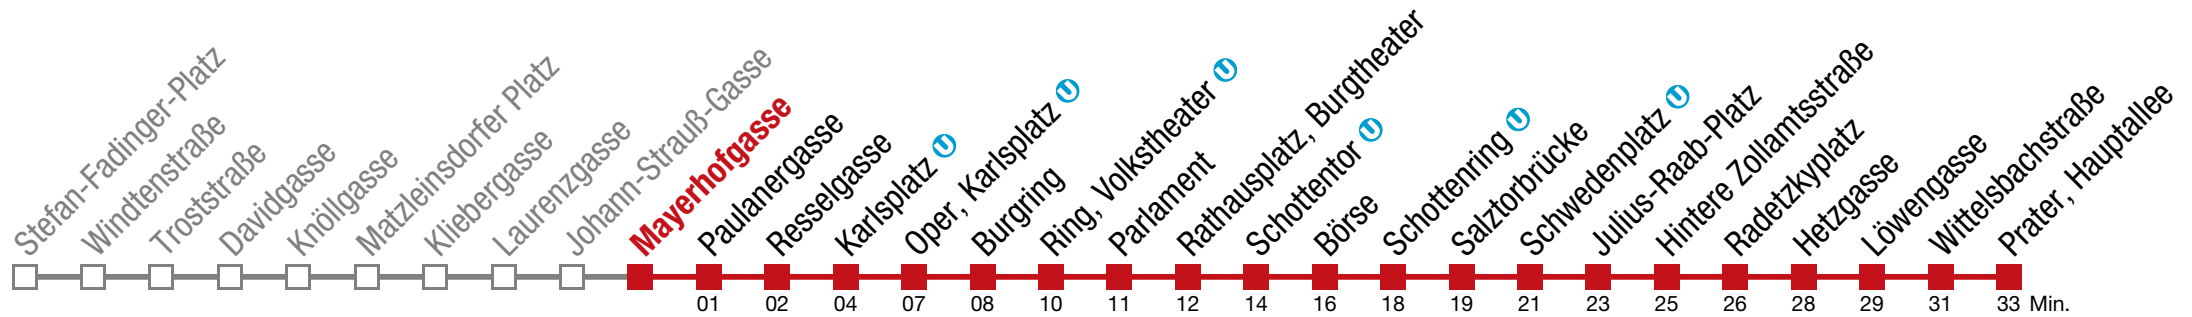 Stefan-Fadinger-Platz
Windtenstraße
Troststraße
Davidgasse
Knöllgasse
Matzleinsdorfer Platz
Kliebergasse
Laurenzgasse
Johann-Strauß-Gasse
Mayerhofgasse
Paulanergasse
Resselgasse
Karlsplatz U
Oper, Karlsplatz U
Burgring
Ring, Volkstheater U
Parlament
Rathausplatz, Burgtheater
Schottentor U
Börse
Schottenring U
Salztorbrücke
Schwedenplatz U
Julius-Raab-Platz
Hintere Zollamtsstraße
Radetzkyplatz
Hetzgasse
Löwengasse
Wittelsbachstraße
Prater, Hauptallee
01 02 04 07 08 10 11 12 14 16 18 19 21 23 25 26 28 29 31 33 Min.